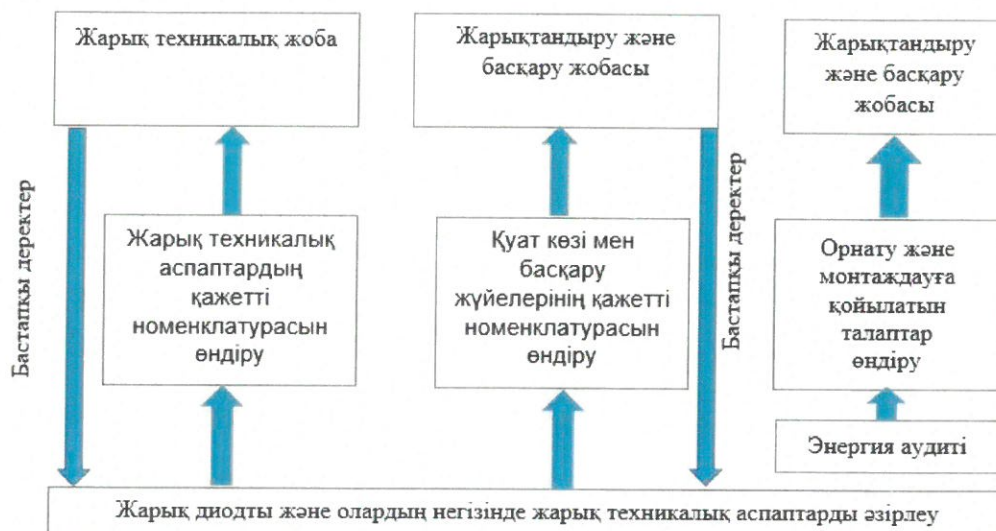 Жарық техникалық жоба
Жарықтандыру және
басқару жобасы
Жарықтандыру
және басқару
жобасы
Бастапқы деректер
Жарық техникалық
аспаптардың
қажетті
номенклатурасын
өндіру
Қуат көзі мен
басқару
жүйелерінің қажетті
номенклатурасын
өндіру
Бастапқы деректер
Орнату және
монтаждауға
қойылатын
талаптар
өндіру
Энергия аудиті
Жарық диодты және олардың негізінде жарық техникалық аспаптарды әзірлеу